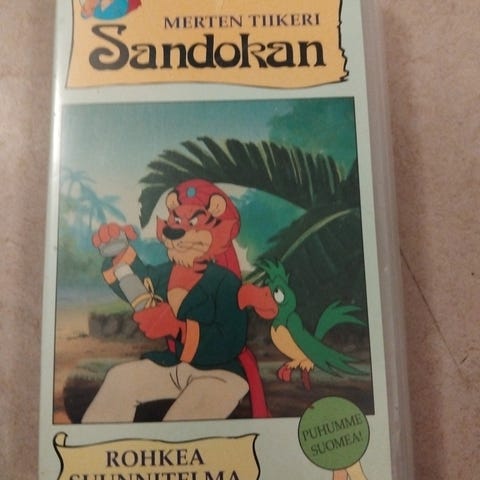 MERTEN TIIKERI
Sandokan
PUHUMME
SUOMEA!
ROHKEA
SUUNNITELMA